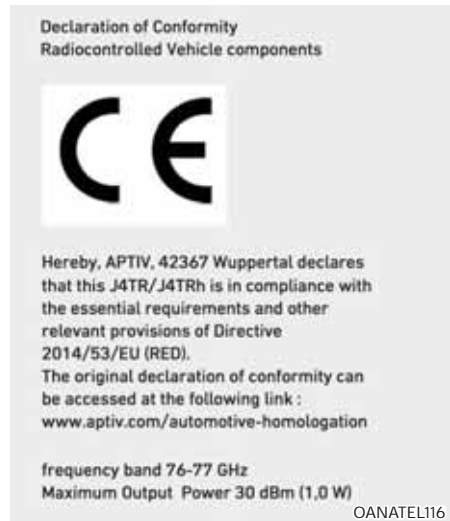 Declaration of Conformity
Radiocontrolled Vehicle components
CE
Hereby, APTIV, 42367 Wuppertal declares
that this J4TR/J4TRh is in compliance with
the essential requirements and other
relevant provisions of Directive
2014/53/EU (RED).
The original declaration of conformity can
be accessed at the following link :
www.aptiv.com/automotive-homologation
frequency band 76-77 GHz
Maximum Output Power 30 dBm (1,0 W)
OANATEL116